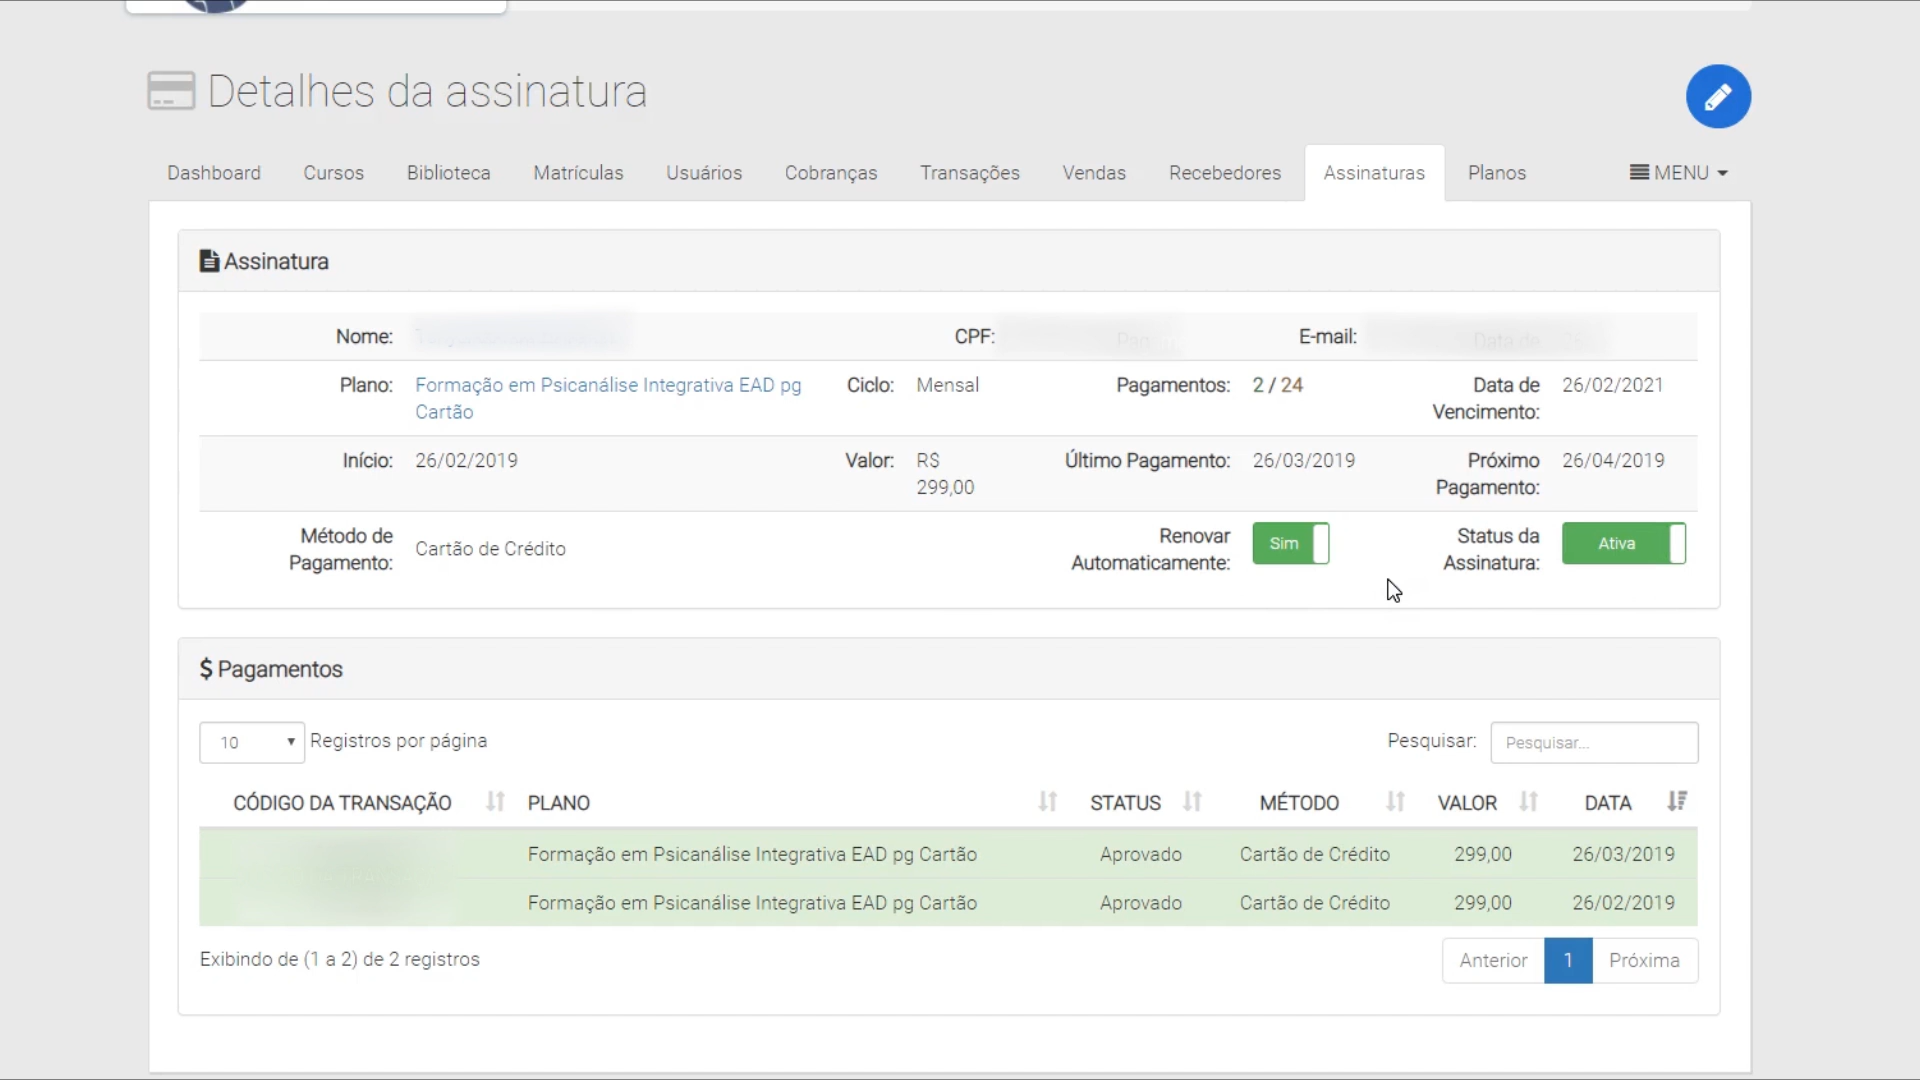 Detalhes da assinatura
Dashboard Cursos Biblioteca Matrículas Usuários Cobranças Transações Vendas Recebedores Assinaturas Planos MENU
Assinatura
Nome: CPF: E-mail:
Plano: Formação em Psicanálise Integrativa EAD pg Ciclo: Mensal Pagamentos: 2 / 24 Data de 26/02/2021
Cartão Vencimento:
Início: 26/02/2019 Valor: R$ Último Pagamento: 26/03/2019 Próximo 26/04/2019
299,00 Pagamento:
Método de Cartão de Crédito Renovar Sim Status da Ativa
Pagamento: Automaticamente: Assinatura:
$ Pagamentos
10 Registros por página Pesquisar: Pesquisar...
CÓDIGO DA TRANSAÇÃO PLANO STATUS MÉTODO VALOR DATA
Formação em Psicanálise Integrativa EAD pg Cartão Aprovado Cartão de Crédito 299,00 26/03/2019
Formação em Psicanálise Integrativa EAD pg Cartão Aprovado Cartão de Crédito 299,00 26/02/2019
Exibindo de (1 a 2) de 2 registros Anterior 1 Próxima